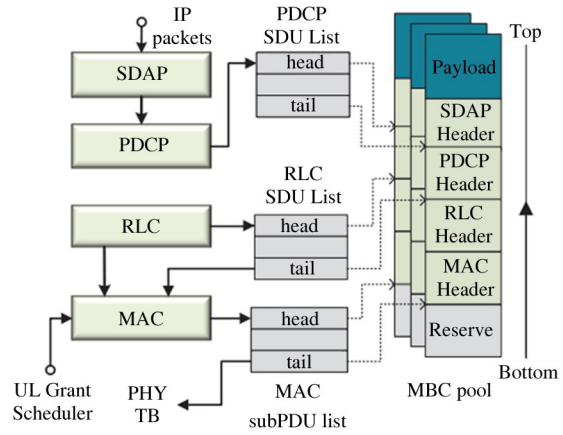 IP
packets
SDAP
PDCP
PDCP
SDU List
head
tail
RLC
MAC
RLC
SDU List
head
tail
head
tail
MAC
subPDU list
UL Grant
Scheduler
PHY
TB
Payload
SDAP
Header
PDCP
Header
RLC
Header
MAC
Header
Reserve
MBC pool
Top
Bottom